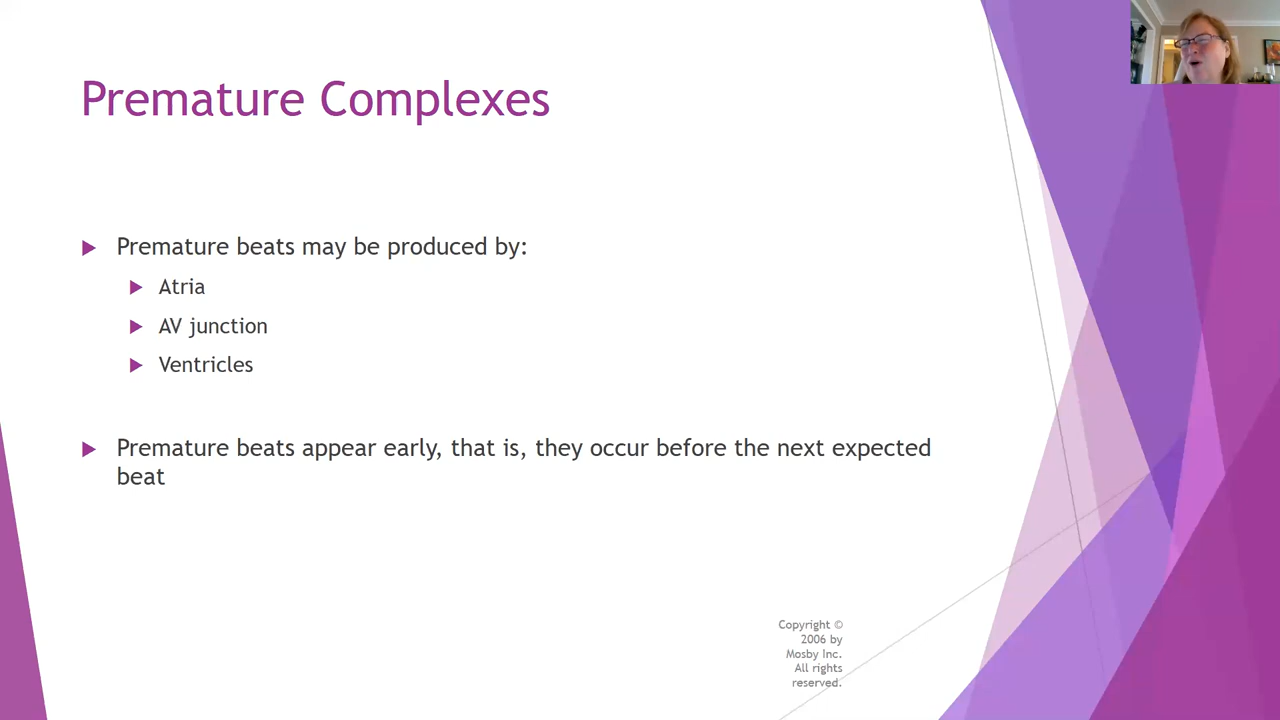 Premature Complexes
Premature beats may be produced by:
Atria
AV junction
Ventricles
Premature beats appear early, that is, they occur before the next expected
beat
Copyright ©
2006 by
Mosby Inc.
All rights
reserved.